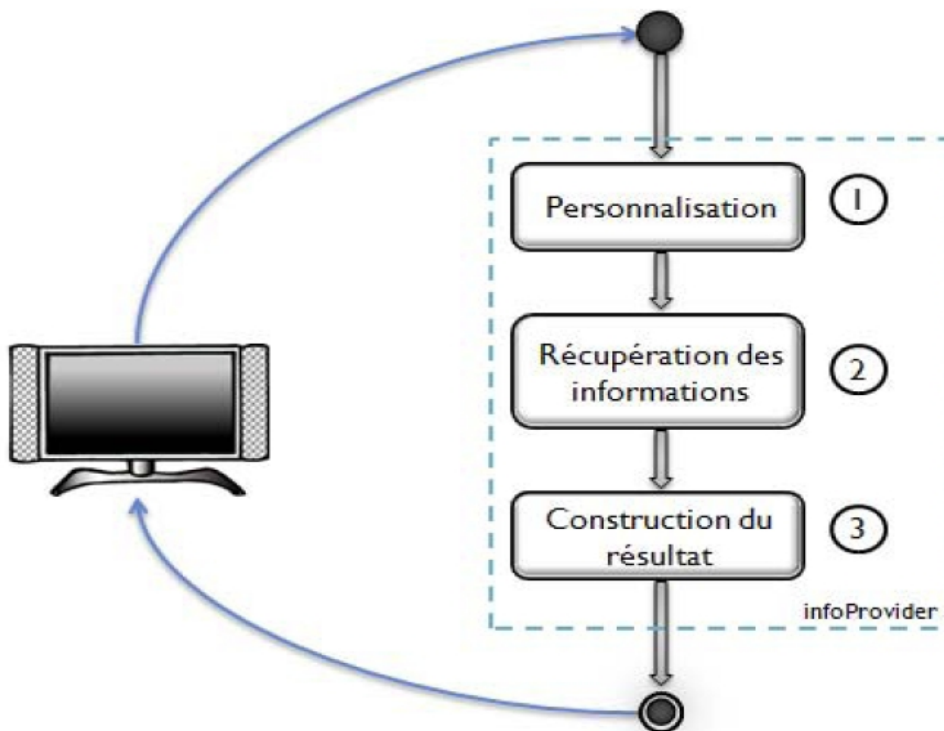 Personnalisation
1
Récupération des
informations
2
Construction du
résultat
3
infoProvider